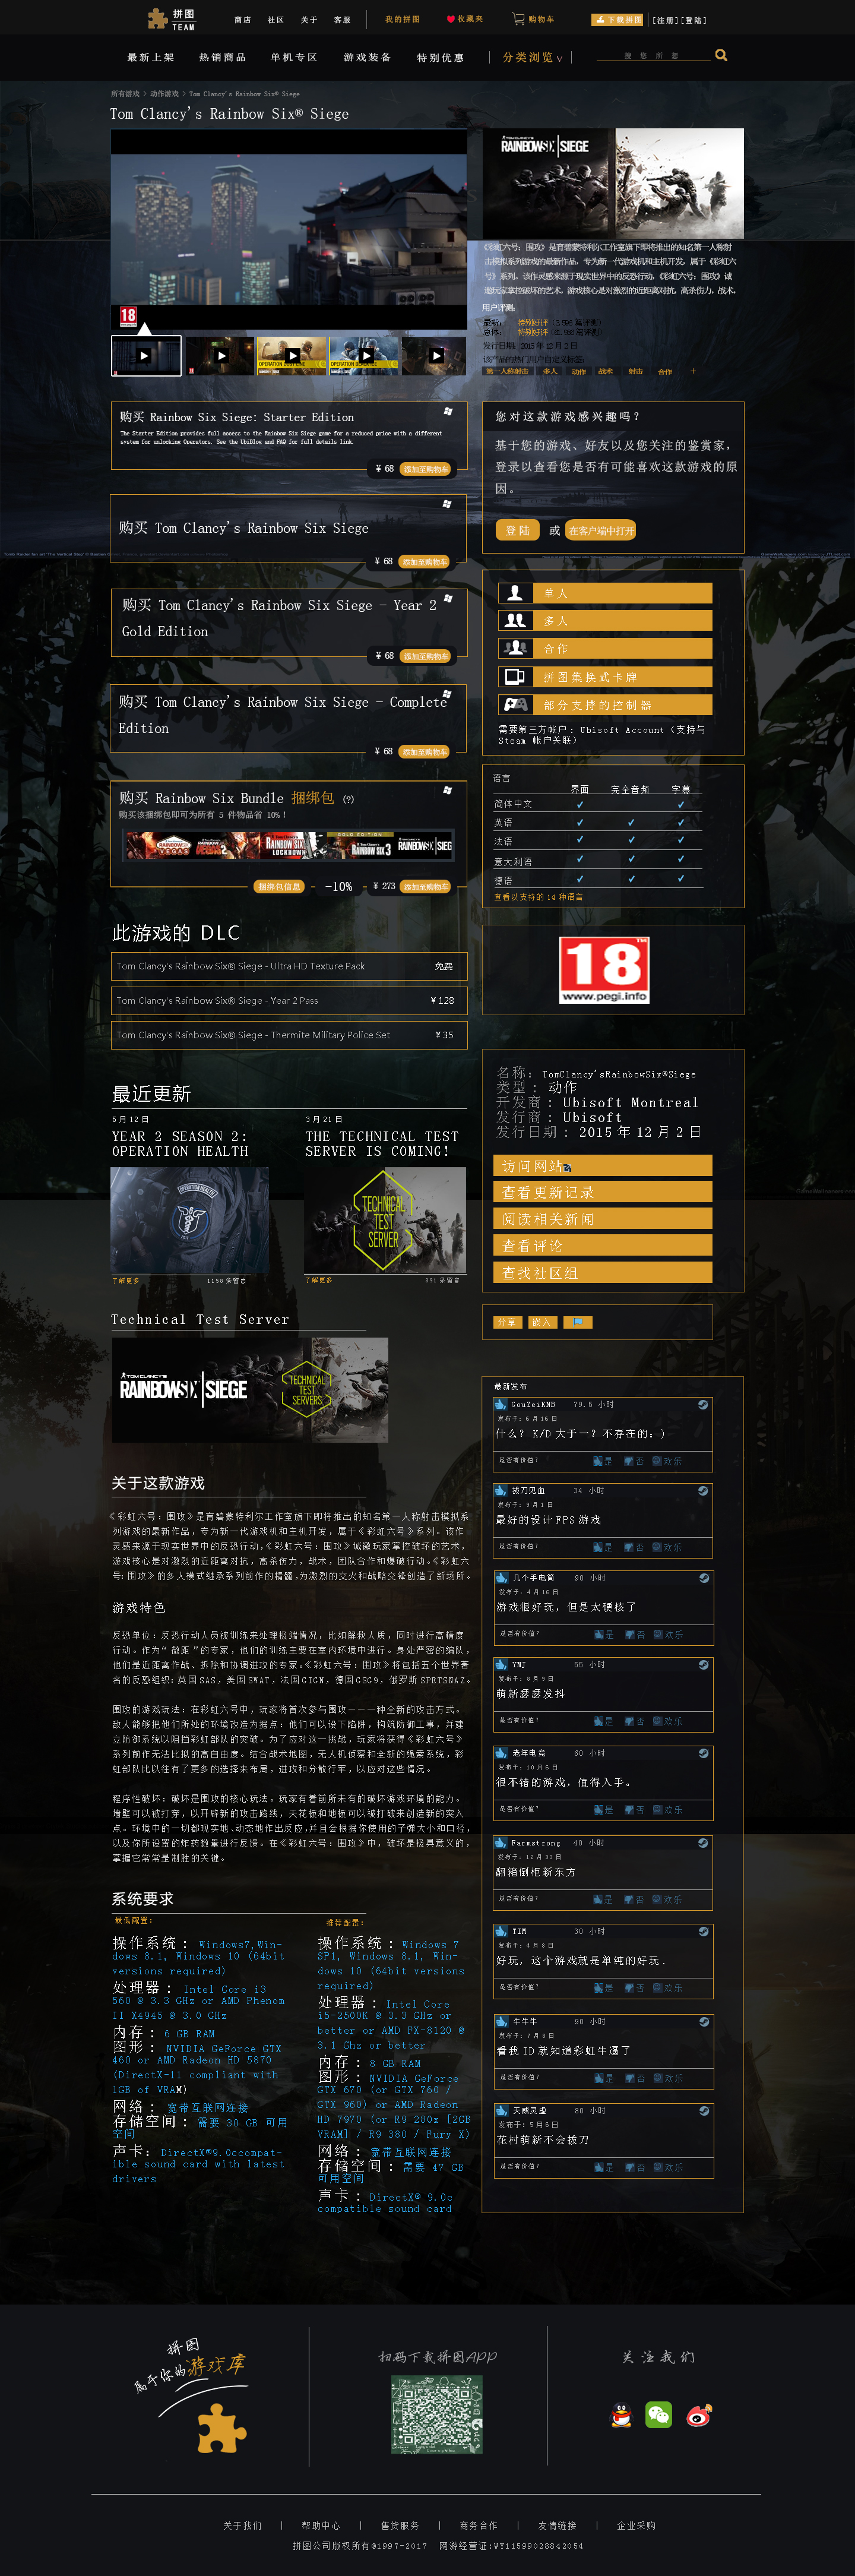 拼图
TEAM
商店 社区 关于 客服
我的拼图 收藏夹 购物车
下载拼图 [注册][登陆]
最新上架 热销商品 单机专区 游戏装备 特别优惠 分类浏览 搜您所想
所有游戏 > 动作游戏 > Tom Clancy's Rainbow Six® Siege
Tom Clancy's Rainbow Six® Siege
18
TOM CLANCY'S
RAINBOW SIX | SIEGE
《彩虹六号：围攻》是育碧蒙特利尔工作室旗下即将推出的知名第一人称射
击模拟系列游戏的最新作品，专为新一代游戏机和主机开发，属于《彩虹六
号》系列。该作灵感来源于现实世界中的反恐行动，《彩虹六号：围攻》诚
邀玩家掌控破坏的艺术，游戏核心是对激烈的近距离对抗，高杀伤力，战术，
用户评测：
最新： 特别好评
总体： 特别好评
发行日期：2015 年 12 月 2 日
该产品的热门用户自定义标签：
第一人称射击 多人 动作 战术 射击 合作 +
购买 Rainbow Six Siege: Starter Edition
The Starter Edition provides full access to the Rainbow Six Siege game for a reduced price with a different
system for unlocking Operators. See the UbiBlog and FAQ for full details link.
¥ 68 添加至购物车
购买 Tom Clancy's Rainbow Six Siege
¥ 68 添加至购物车
购买 Tom Clancy's Rainbow Six Siege - Year 2
Gold Edition
¥ 68 添加至购物车
购买 Tom Clancy's Rainbow Six Siege - Complete
Edition
¥ 68 添加至购物车
购买 Rainbow Six Bundle 捆绑包 (?)
购买该捆绑包即可为所有 5 件物品省 10%！
捆绑包信息 -10% ¥ 273 添加至购物车
您对这款游戏感兴趣吗？
基于您的游戏、好友以及您关注的鉴赏家，
登录以查看您是否有可能喜欢这款游戏的原
因。
登陆 或 在客户端中打开
单人
多人
合作
拼图集换式卡牌
部分支持的控制器
需要第三方帐户：Ubisoft Account（支持与
Steam 帐户关联）
语言
界面 完全音频 字幕
简体中文
英语
法语
意大利语
德语
查看以支持的 14 种语言
18
www.pegi.info
此游戏的 DLC
Tom Clancy's Rainbow Six® Siege - Ultra HD Texture Pack 免费
Tom Clancy's Rainbow Six® Siege - Year 2 Pass ¥ 128
Tom Clancy's Rainbow Six® Siege - Thermite Military Police Set ¥ 35
最近更新
5月12日
YEAR 2 SEASON 2:
OPERATION HEALTH
了解更多 1150条留言
3月21日
THE TECHNICAL TEST
SERVER IS COMING!
TECHNICAL
TEST
SERVER
了解更多 391条留言
名称：TomClancy'sRainbowSix®Siege
类型：动作
开发商：Ubisoft Montreal
发行商：Ubisoft
发行日期：2015 年 12 月 2 日
访问网站
查看更新记录
阅读相关新闻
查看评论
查找社区组
分享 嵌入
Technical Test Server
TOM CLANCY'S
RAINBOW SIX | SIEGE
TECHNICAL
TEST
SERVERS
关于这款游戏
《彩虹六号：围攻》是育碧蒙特利尔工作室旗下即将推出的知名第一人称射击模拟系
列游戏的最新作品，专为新一代游戏机和主机开发，属于《彩虹六号》系列。该作
灵感来源于现实世界中的反恐行动，《彩虹六号：围攻》诚邀玩家掌控破坏的艺术，
游戏核心是对激烈的近距离对抗，高杀伤力，战术，团队合作和爆破行动。《彩虹六
号：围攻》的多人模式继承系列前作的精髓，为激烈的交火和战略交锋创造了新场所。
游戏特色
反恐单位：反恐行动人员被训练来处理极端情况，比如解救人质，同时进行高精度
行动。作为“微距”的专家，他们的训练主要在室内环境中进行。身处严密的编队，
他们是近距离作战、拆除和协调进攻的专家。《彩虹六号：围攻》将包括五个世界著
名的反恐组织：英国SAS，美国SWAT，法国GIGN，德国GSG9，俄罗斯SPETSNAZ。
围攻的游戏玩法：在彩虹六号中，玩家将首次参与围攻——一种全新的攻击方式。
敌人能够把他们所处的环境改造为据点：他们可以设下陷阱，构筑防御工事，并建
立防御系统以阻挡彩虹部队的突破。为了应对这一挑战，玩家将获得《彩虹六号》
系列前作无法比拟的高自由度。结合战术地图，无人机侦察和全新的绳索系统，彩
虹部队比以往有了更多的选择来布局，进攻和分散行军，以应对这些情况。
程序性破坏：破坏是围攻的核心玩法。玩家有着前所未有的破坏游戏环境的能力。
墙壁可以被打穿，以开辟新的攻击路线，天花板和地板可以被打破来创造新的突入
点。环境中的一切都现实地、动态地作出反应，并且会根据你使用的子弹大小和口径，
以及你所设置的炸药数量进行反馈。在《彩虹六号：围攻》中，破坏是极具意义的，
掌握它常常是制胜的关键。
系统要求
最低配置：
操作系统：Windows7,Win-
dows 8.1, Windows 10 (64bit
versions required)
处理器：Intel Core i3
560 @ 3.3 GHz or AMD Phenom
II X4945 @ 3.0 GHz
内存：6 GB RAM
图形：NVIDIA GeForce GTX
460 or AMD Radeon HD 5870
(DirectX-11 compliant with
1GB of VRAM)
网络：宽带互联网连接
存储空间：需要 30 GB 可用
空间
声卡：DirectX®9.0ccompat-
ible sound card with latest
drivers
推荐配置：
操作系统：Windows 7
SP1, Windows 8.1, Win-
dows 10 (64bit versions
required)
处理器：Intel Core
i5-2500K @ 3.3 GHz or
better or AMD FX-8120 @
3.1 Ghz or better
内存：8 GB RAM
图形：NVIDIA GeForce
GTX 670 (or GTX 760 /
GTX 960) or AMD Radeon
HD 7970 (or R9 280x [2GB
VRAM] / R9 380 / Fury X)
网络：宽带互联网连接
存储空间：需要 47 GB
可用空间
声卡：DirectX® 9.0c
compatible sound card
最新发布
GouZeiKNB 79.5 小时
发布于：6月16日
什么？ K/D 大于一？不存在的：）
是否有价值？ 是 否 欢乐
拔刀见血 34 小时
发布于：9月1日
最好的设计 FPS 游戏
是否有价值？ 是 否 欢乐
几个手电筒 90 小时
发布于：4月16日
游戏很好玩，但是太硬核了
是否有价值？ 是 否 欢乐
YMJ 55 小时
发布于：8月9日
萌新瑟瑟发抖
是否有价值？ 是 否 欢乐
老年电竟 60 小时
发布于：10月6日
很不错的游戏，值得入手。
是否有价值？ 是 否 欢乐
Farmstrong 40 小时
发布于：12月33日
翻箱倒柜新东方
是否有价值？ 是 否 欢乐
TIM 30 小时
发布于：4月8日
好玩，这个游戏就是单纯的好玩.
是否有价值？ 是 否 欢乐
牛牛牛 90 小时
发布于：7月8日
看我 ID 就知道彩虹牛逼了
是否有价值？ 是 否 欢乐
天威灵虚 80 小时
发布于：5月6日
花村萌新不会拔刀
是否有价值？ 是 否 欢乐
拼图
属于你的游戏库
扫码下载拼图APP
关注我们
关于我们 | 帮助中心 | 售货服务 | 商务合作 | 友情链接 | 企业采购
拼图公司版权所有@1997-2017 网游经营证:WY11599028842054